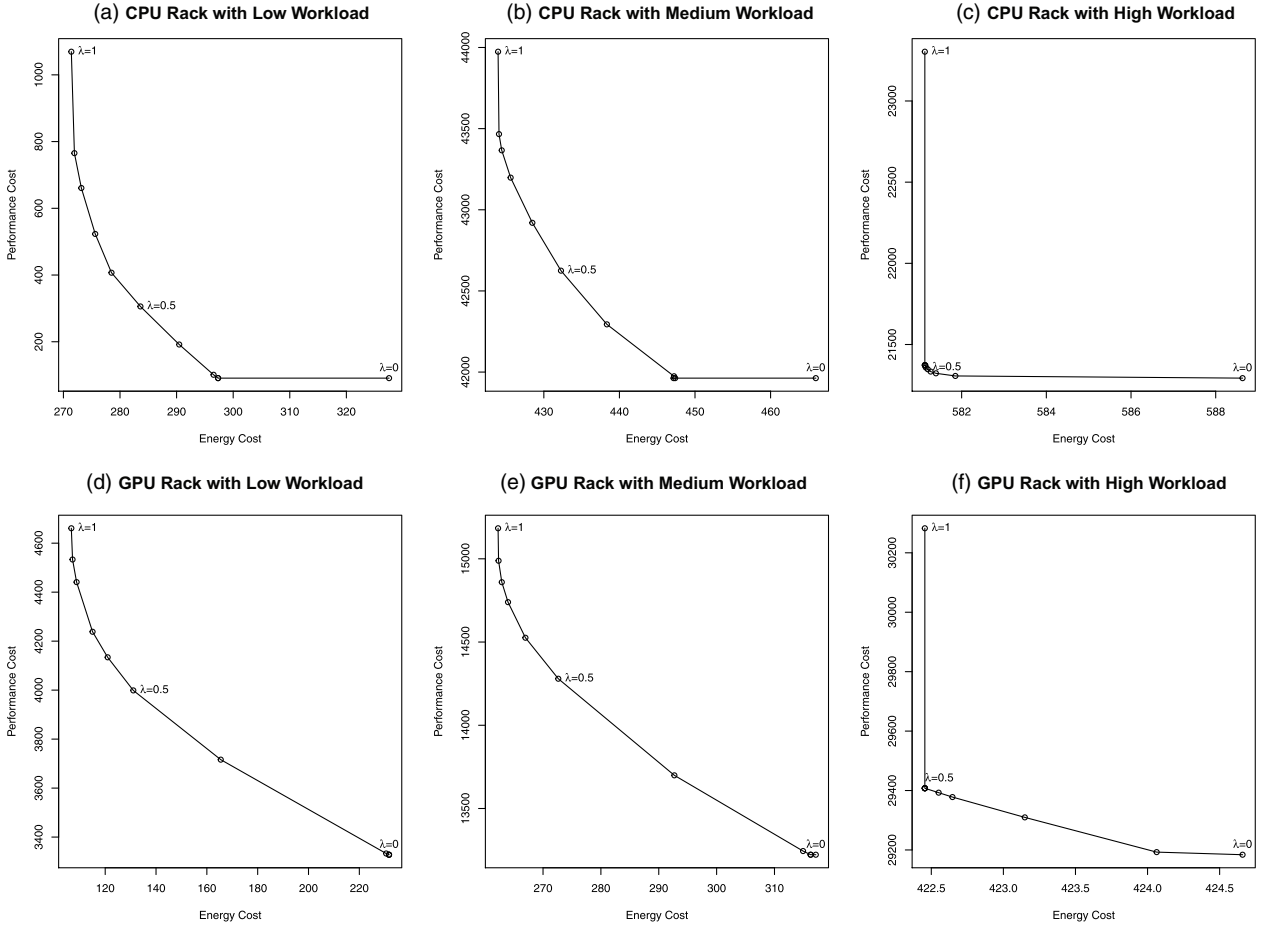 (a) CPU Rack with Low Workload
λ=1
λ=0.5
λ=0
Performance Cost
200 400 600 800 1000
270 280 290 300 310 320
Energy Cost
(b) CPU Rack with Medium Workload
λ=1
λ=0.5
λ=0
Performance Cost
42000 42500 43000 43500 44000
430 440 450 460
Energy Cost
(c) CPU Rack with High Workload
λ=1
λ=0.5
λ=0
Performance Cost
21500 22000 22500 23000
582 584 586 588
Energy Cost
(d) GPU Rack with Low Workload
λ=1
λ=0.5
λ=0
Performance Cost
3400 3600 3800 4000 4200 4400 4600
120 140 160 180 200 220
Energy Cost
(e) GPU Rack with Medium Workload
λ=1
λ=0.5
λ=0
Performance Cost
13500 14000 14500 15000
270 280 290 300 310
Energy Cost
(f) GPU Rack with High Workload
λ=1
λ=0.5
λ=0
Performance Cost
29200 29400 29600 29800 30000 30200
422.5 423.0 423.5 424.0 424.5
Energy Cost